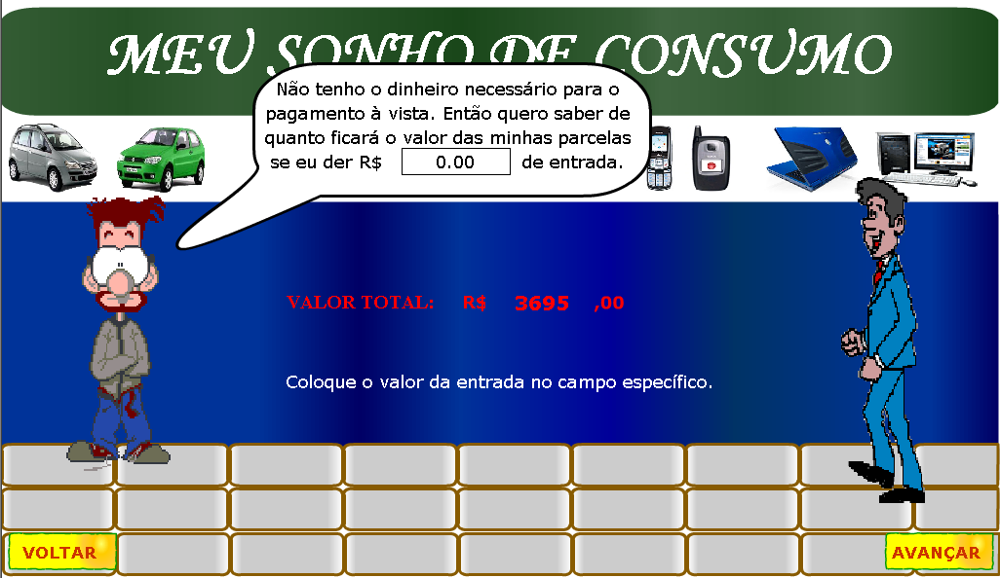 MEU SONHO DE CONSUMO
Não tenho o dinheiro necessário para o
pagamento à vista. Então quero saber de
quanto ficará o valor das minhas parcelas
se eu der R$ 0.00 de entrada.
VALOR TOTAL: R$ 3695 ,00
Coloque o valor da entrada no campo específico.
VOLTAR
AVANÇAR